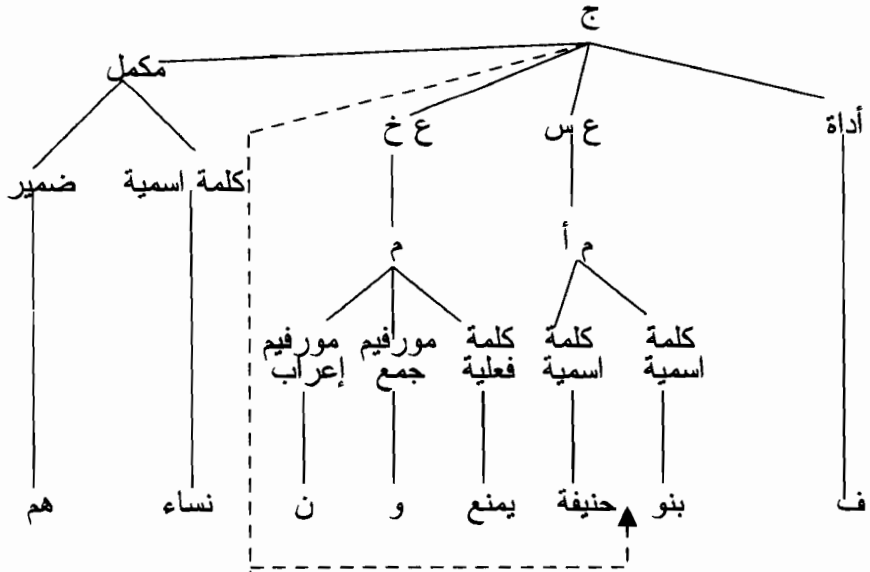 ج
مكمل
أداة ع س ع خ
كلمة اسمية ضمير
م أ م
كلمة كلمة كلمة مورفيم مورفيم
اسمية اسمية فعلية جمع إعراب
ف بنو حنيفة يمنع و ن نساء هم